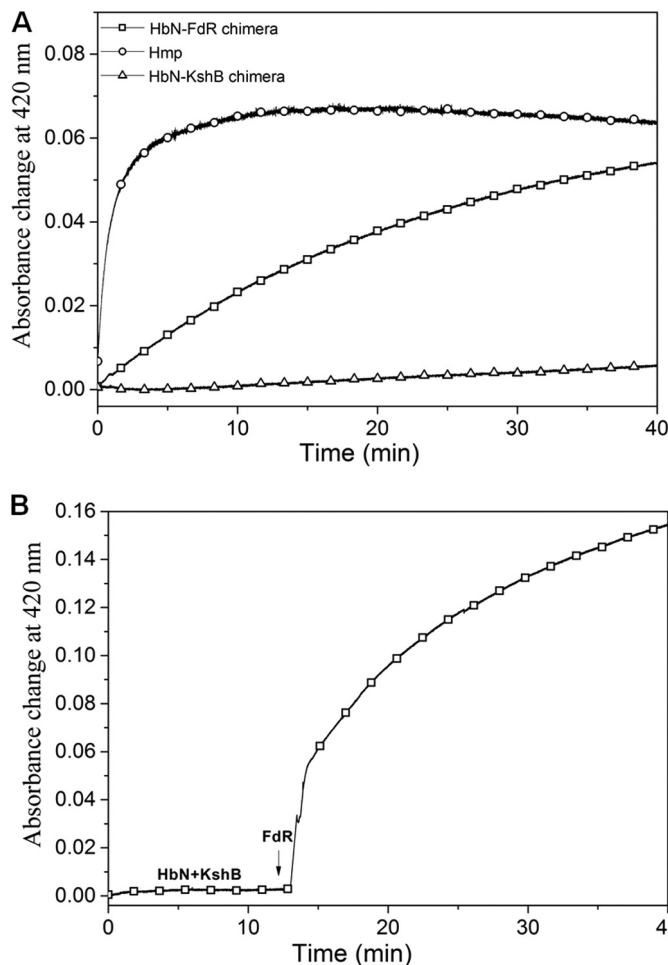 A
HbN-FdR chimera
Hmp
HbN-KshB chimera
Absorbance change at 420 nm
0.08
0.06
0.04
0.02
0.00
0 10 20 30 40
Time (min)
B
Absorbance change at 420 nm
0.16
0.14
0.12
0.10
0.08
0.06
0.04
0.02
0.00
FdR
HbN+KshB
0 10 20 30 40
Time (min)